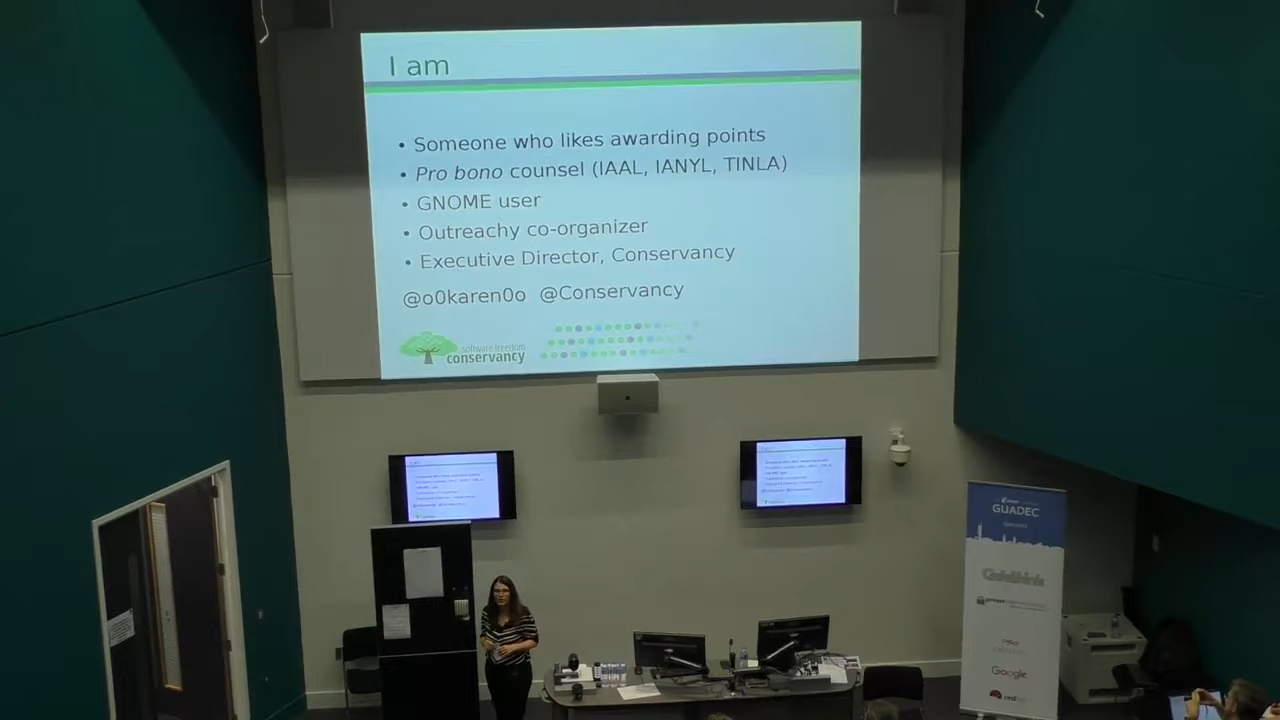 I am
• Someone who likes awarding points
• Pro bono counsel (IAAL, IANYL, TINLA)
• GNOME user
• Outreachy co-organizer
• Executive Director, Conservancy
@o0karen0o @Conservancy
software freedom
conservancy
GUADEC
Codethink
Google